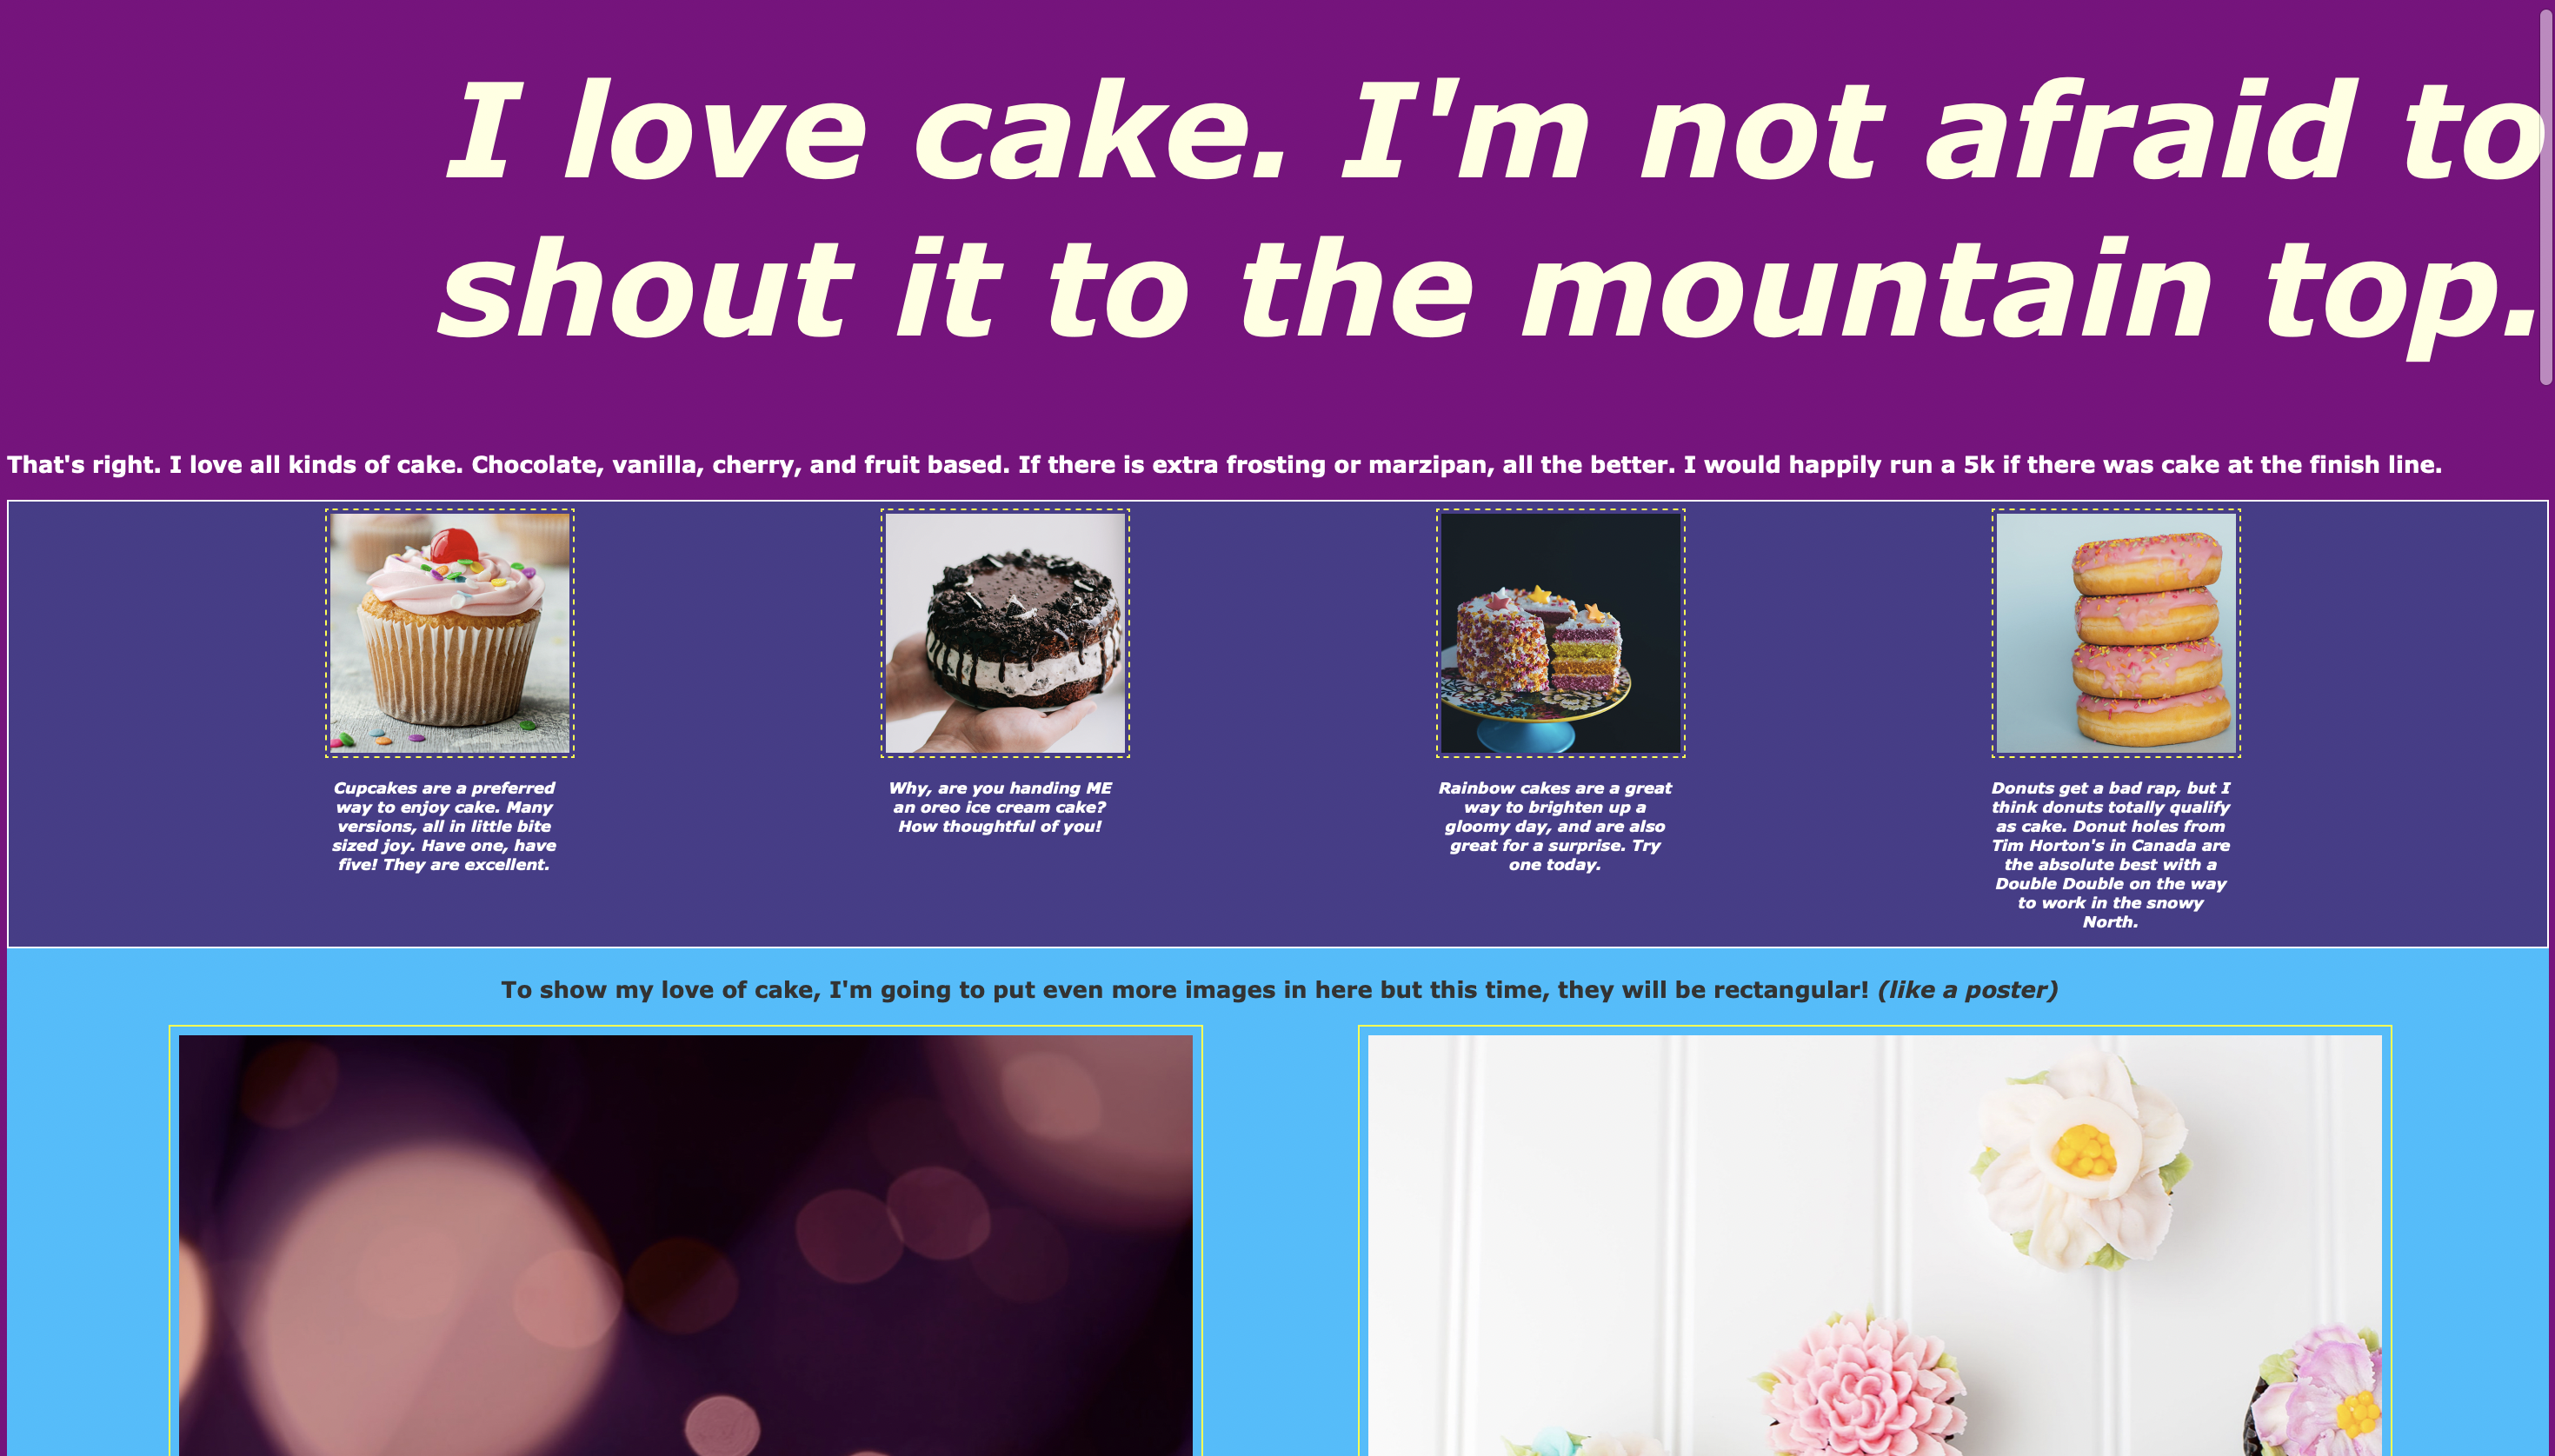 I love cake. I'm not afraid to
shout it to the mountain top.
That's right. I love all kinds of cake. Chocolate, vanilla, cherry, and fruit based. If there is extra frosting or marzipan, all the better. I would happily run a 5k if there was cake at the finish line.
Cupcakes are a preferred
way to enjoy cake. Many
versions, all in little bite
sized joy. Have one, have
five! They are excellent.
Why, are you handing ME
an oreo ice cream cake?
How thoughtful of you!
Rainbow cakes are a great
way to brighten up a
gloomy day, and are also
great for a surprise. Try
one today.
Donuts get a bad rap, but I
think donuts totally qualify
as cake. Donut holes from
Tim Horton's in Canada are
the absolute best with a
Double Double on the way
to work in the snowy
North.
To show my love of cake, I'm going to put even more images in here but this time, they will be rectangular! (like a poster)